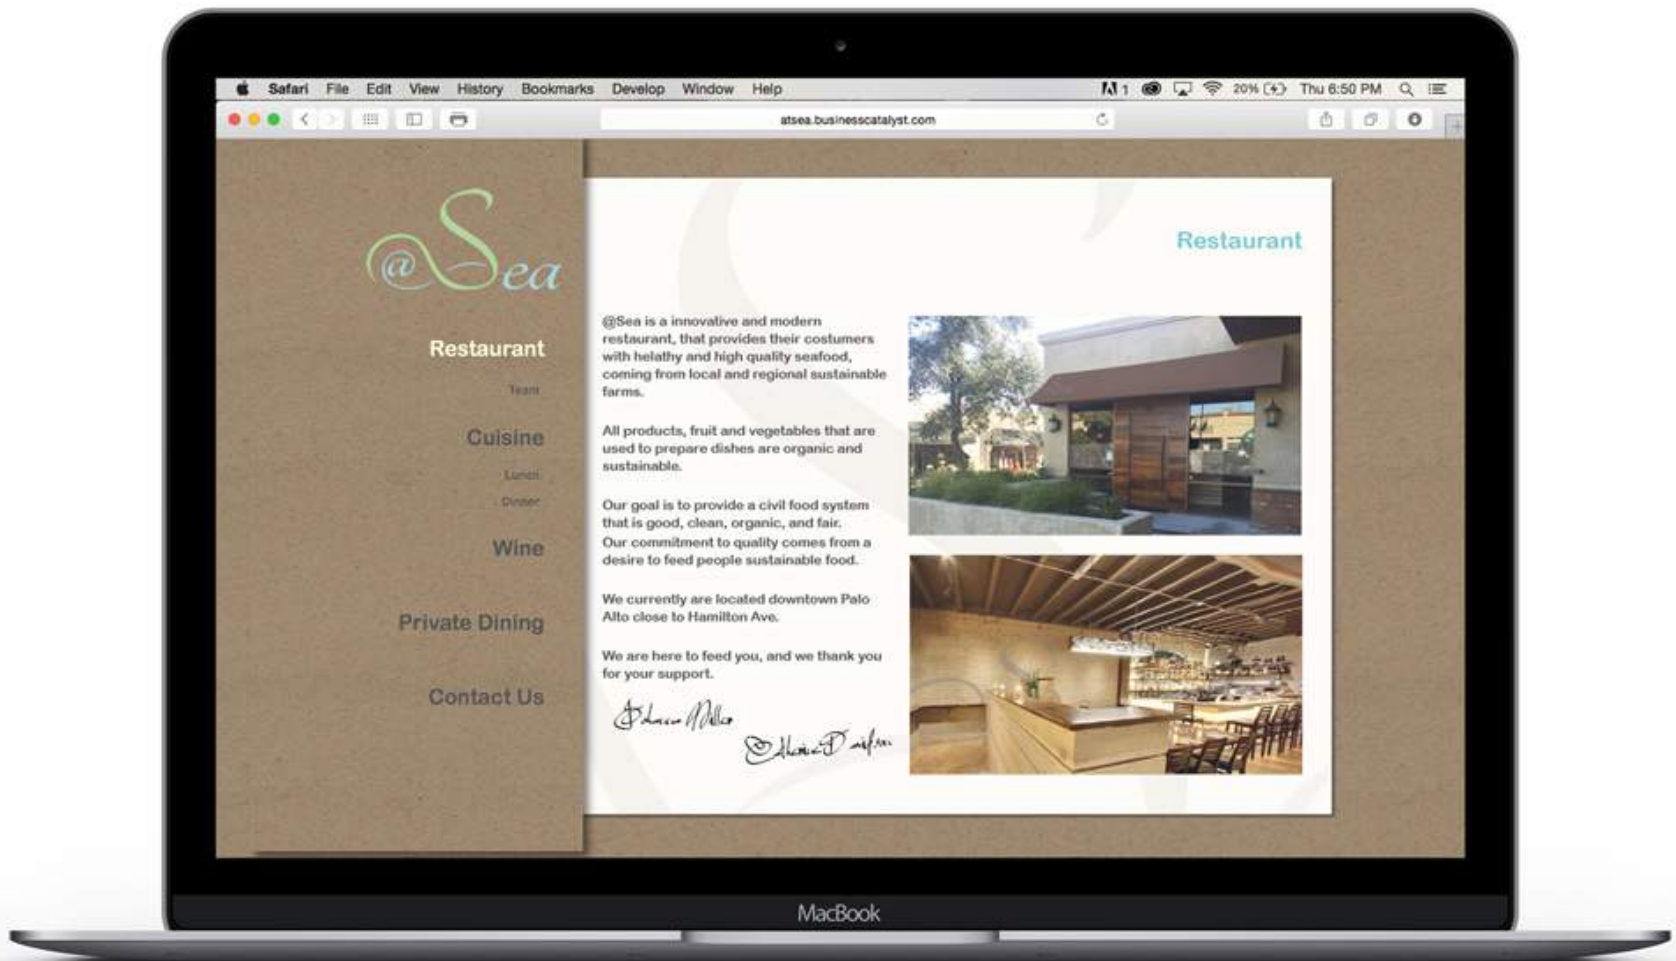 Safari File Edit View History Bookmarks Develop Window Help
1 20% Thu 6:50 PM
atsea.businesscatalyst.com
@Sea
Restaurant
Team
Cuisine
Lunch
Dinner
Wine
Private Dining
Contact Us
Restaurant
@Sea is a innovative and modern
restaurant, that provides their costumers
with helathy and high quality seafood,
coming from local and regional sustainable
farms.
All products, fruit and vegetables that are
used to prepare dishes are organic and
sustainable.
Our goal is to provide a civil food system
that is good, clean, organic, and fair.
Our commitment to quality comes from a
desire to feed people sustainable food.
We currently are located downtown Palo
Alto close to Hamilton Ave.
We are here to feed you, and we thank you
for your support.
MacBook